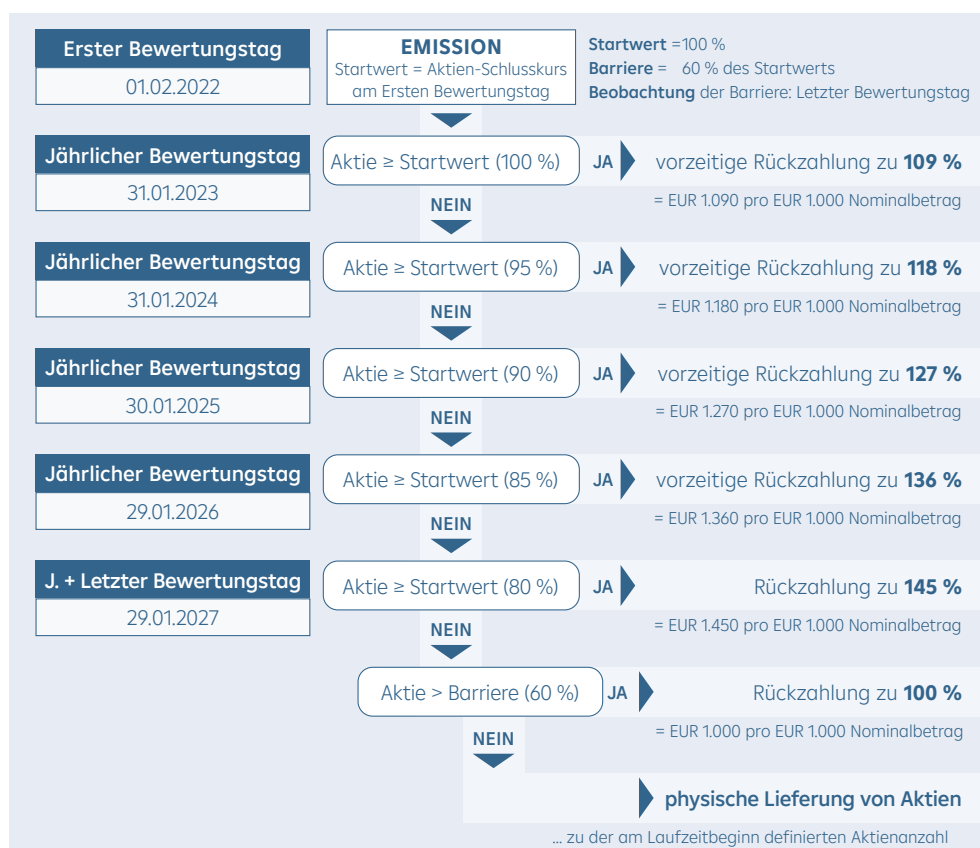 Erster Bewertungstag
01.02.2022
EMISSION
Startwert = Aktien-Schlusskurs
am Ersten Bewertungstag
Startwert =100 %
Barriere = 60 % des Startwerts
Beobachtung der Barriere: Letzter Bewertungstag
Jährlicher Bewertungstag
31.01.2023
Aktie ≥ Startwert (100 %)
JA
vorzeitige Rückzahlung zu 109 %
= EUR 1.090 pro EUR 1.000 Nominalbetrag
NEIN
Jährlicher Bewertungstag
31.01.2024
Aktie ≥ Startwert (95 %)
JA
vorzeitige Rückzahlung zu 118 %
= EUR 1.180 pro EUR 1.000 Nominalbetrag
NEIN
Jährlicher Bewertungstag
30.01.2025
Aktie ≥ Startwert (90 %)
JA
vorzeitige Rückzahlung zu 127 %
= EUR 1.270 pro EUR 1.000 Nominalbetrag
NEIN
Jährlicher Bewertungstag
29.01.2026
Aktie ≥ Startwert (85 %)
JA
vorzeitige Rückzahlung zu 136 %
= EUR 1.360 pro EUR 1.000 Nominalbetrag
NEIN
J. + Letzter Bewertungstag
29.01.2027
Aktie ≥ Startwert (80 %)
JA
Rückzahlung zu 145 %
= EUR 1.450 pro EUR 1.000 Nominalbetrag
NEIN
Aktie > Barriere (60 %)
JA
Rückzahlung zu 100 %
= EUR 1.000 pro EUR 1.000 Nominalbetrag
NEIN
physische Lieferung von Aktien
... zu der am Laufzeitbeginn definierten Aktienanzahl